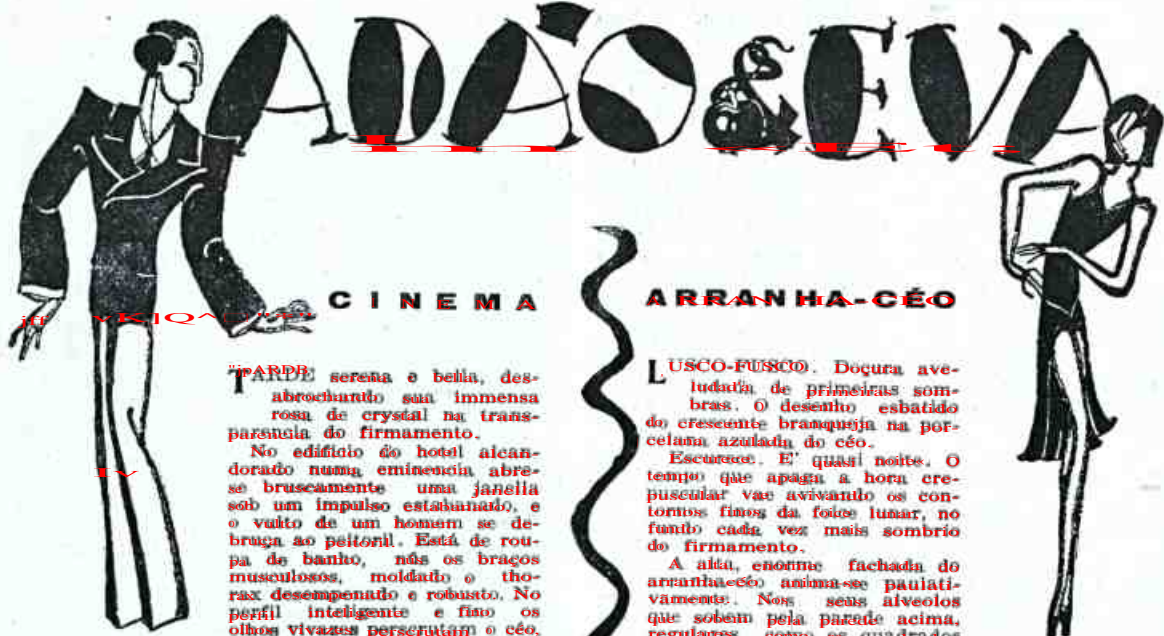 ADÃO & EVA
CINEMA
TARDE serena e bella, des-
abrochando sua immensa
rosa de crystal na trans-
parencia do firmamento.
No edificio do hotel alcan-
dorado numa eminencia abre-
se bruscamente uma janella
sob um impulso estabanado, e
o vulto de um homem se de-
bruça ao peitoril. Está de rou-
pa de banho, nús os braços
musculosos, moldado o tho-
rax desempenado e robusto. No
perfil intelligente e fino os
olhos vivazes perscrutam o céo.
ARRANHA-CÉO
LUSCO-FUSCO. Doçura ave-
ludada de primeiras som-
bras. O desenho esbatido
do crescente branqueja na por-
celana azulada do céo.
Escurece. E' quasi noite. O
tempo que apaga a hora cre-
puscular vae avivando os con-
tornos finos da foice lunar, no
fundo cada vez mais sombrio
do firmamento.
A alta, enorme fachada do
arranha-céo anima-se paulati-
vamente. Nos seus alveolos
que sobem pela parede acima,
regulares como os quadrados